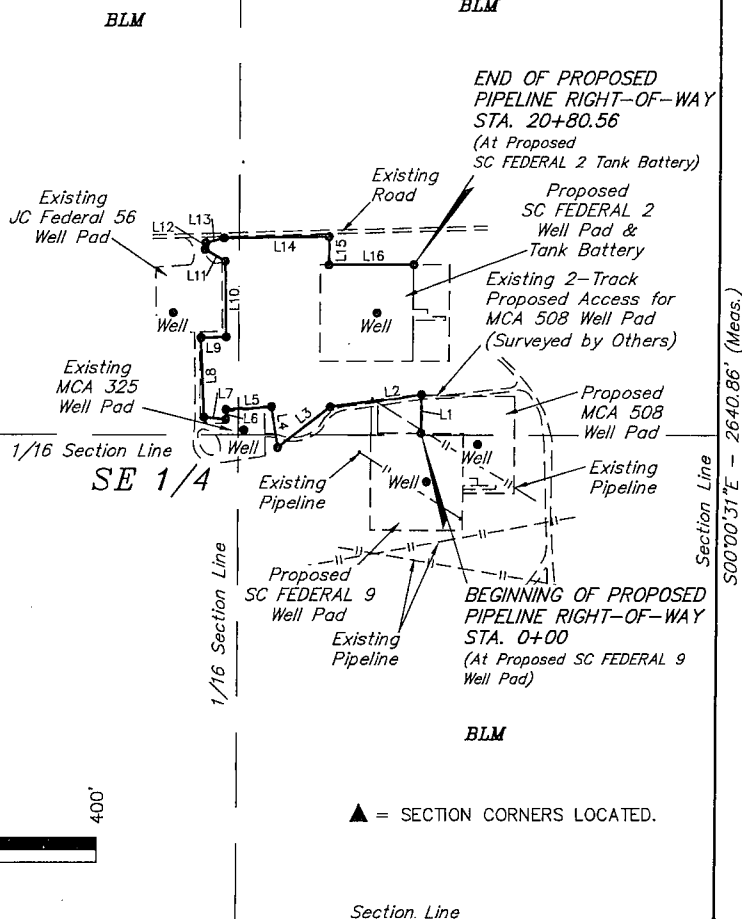 BLM
BLM
END OF PROPOSED
PIPELINE RIGHT-OF-WAY
STA. 20+80.56
(At Proposed
SC FEDERAL 2 Tank Battery)
Existing
Road
Existing
JC Federal 56
Well Pad
Proposed
SC FEDERAL 2
Well Pad &
Tank Battery
L12
L13
L14
L15
L16
L11
L10
Well
Well
Existing 2-Track
Proposed Access for
MCA 508 Well Pad
(Surveyed by Others)
L9
L8
Existing
MCA 325
Well Pad
L7
L5
L6
L4
L3
L2
L1
Proposed
MCA 508
Well Pad
Well
Well
1/16 Section Line
SE 1/4
Existing
Pipeline
Well
Existing
Pipeline
Section Line
S00°00'31"E - 2640.86' (Meas.)
Proposed
SC FEDERAL 9
Well Pad
Existing
Pipeline
BEGINNING OF PROPOSED
PIPELINE RIGHT-OF-WAY
STA. 0+00
(At Proposed SC FEDERAL 9
Well Pad)
1/16 Section Line
BLM
400'
▲ = SECTION CORNERS LOCATED.
Section Line